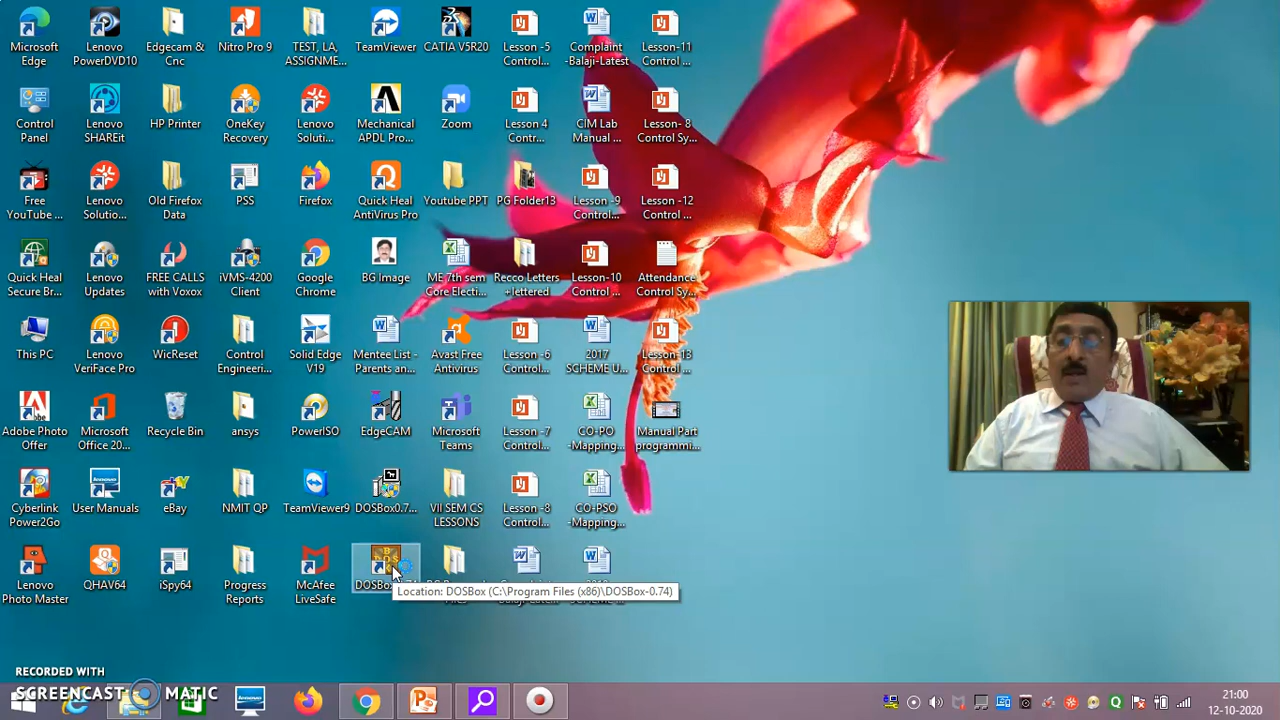 Microsoft Edge
Lenovo PowerDVD10
Edgecam & Cnc
Nitro Pro 9
TEST, LA, ASSIGNME...
TeamViewer
CATIA V5R20
Lesson -5 Control...
Complaint -Balaji-Latest
Lesson-11 Control ...
Control Panel
Lenovo SHAREit
HP Printer
OneKey Recovery
Lenovo Soluti...
Mechanical APDL Pro...
Zoom
Lesson 4 Contr...
CIM Lab Manual ...
Lesson- 8 Control Sy...
Free YouTube ...
Lenovo Solutio...
Old Firefox Data
PSS
Firefox
Quick Heal AntiVirus Pro
Youtube PPT
PG Folder13
Lesson -9 Control...
Lesson -12 Control ...
Quick Heal Secure Br...
Lenovo Updates
FREE CALLS with Voxox
iVMS-4200 Client
Google Chrome
BG Image
ME 7th sem Core Electi...
Recco Letters +lettered
Lesson-10 Control ...
Attendance Control Sy...
This PC
Lenovo VeriFace Pro
WicReset
Control Engineeri...
Solid Edge V19
Mentee List - Parents an...
Avast Free Antivirus
Lesson -6 Control...
2017 SCHEME U...
Lesson-13 Control ...
Adobe Photo Offer
Microsoft Office 20...
Recycle Bin
ansys
PowerISO
EdgeCAM
Microsoft Teams
Lesson -7 Control...
CO-PO -Mapping...
Manual Part programmi...
Cyberlink Power2Go
User Manuals
eBay
NMIT QP
TeamViewer9
DOSBox0.7...
VII SEM CS LESSONS
Lesson -8 Control...
CO-PSO -Mapping...
Lenovo Photo Master
QHAV64
iSpy64
Progress Reports
McAfee LiveSafe
Location: DOSBox (C:\Program Files (x86)\DOSBox-0.74)
RECORDED WITH
SCREENCAST MATIC
21:00
12-10-2020